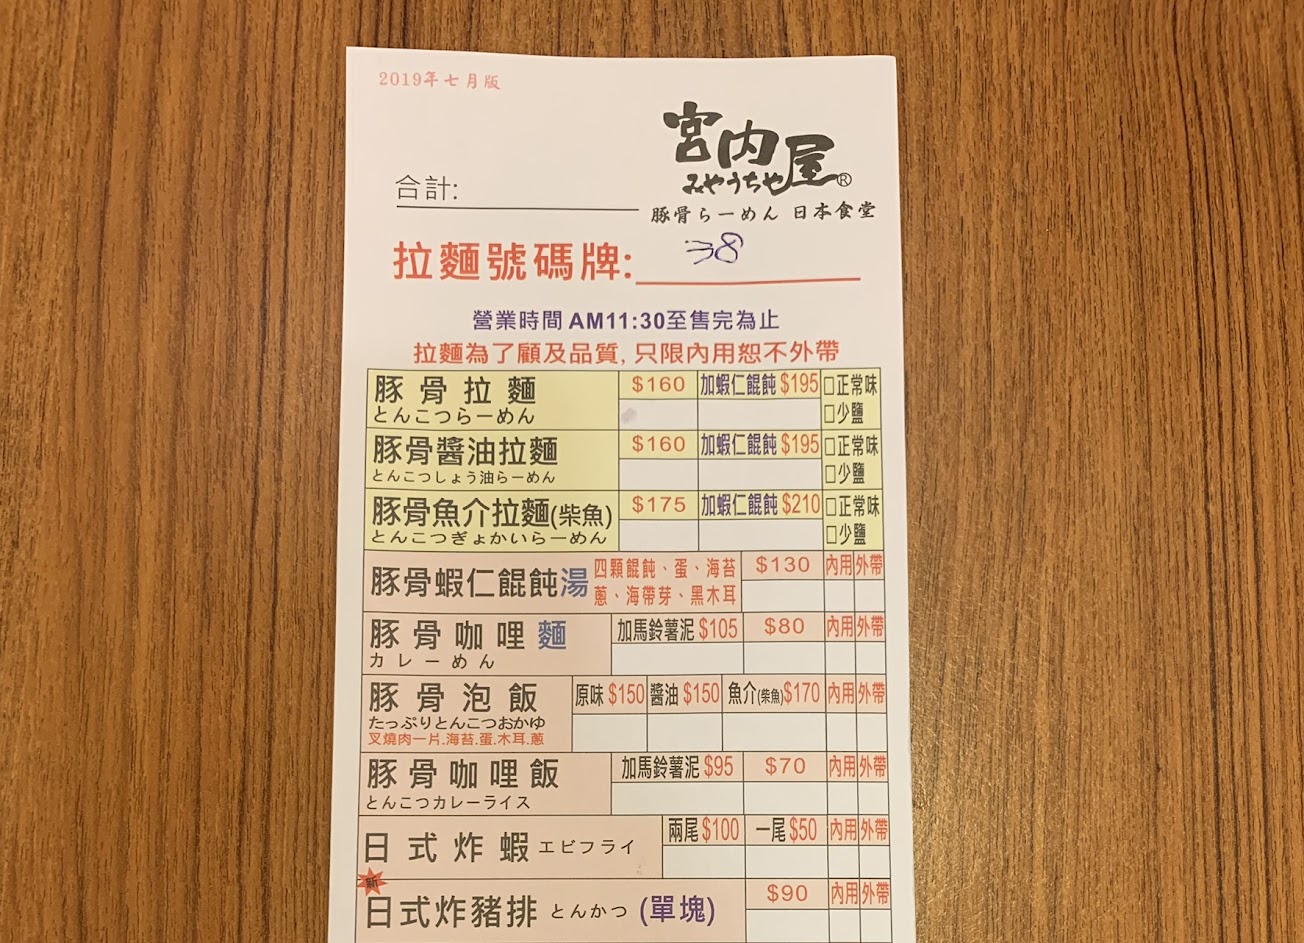 2019年七月版
宮内屋
みやうちや®
合計:
豚骨らーめん 日本食堂
拉麵號碼牌: 38
營業時間AM11:30至售完為止
拉麵為了顧及品質,只限內用恕不外帶
豚骨拉麵 $160 加蝦仁餛飩$195 □正常味
とんこつらーめん □少鹽
豚骨醬油拉麵 $160 加蝦仁餛飩$195 □正常味
とんこつしょう油らーめん □少鹽
豚骨魚介拉麵(柴魚) $175 加蝦仁餛飩$210 □正常味
とんこつぎょかいらーめん □少鹽
豚骨蝦仁餛飩湯 四顆餛飩、蛋、海苔 $130 內用 外帶
蔥、海帶芽、黑木耳
豚骨咖哩麵 加馬鈴薯泥$105 $80 內用 外帶
カレーめん
豚骨泡飯 原味$150 醬油$150 魚介(柴魚)$170 內用 外帶
たっぷりとんこつおかゆ
叉燒肉一片.海苔.蛋.木耳.蔥
豚骨咖哩飯 加馬鈴薯泥$95 $70 內用 外帶
とんこつカレーライス
日式炸蝦 エビフライ 兩尾$100 一尾$50 內用 外帶
新
日式炸豬排 とんかつ (單塊) $90 內用 外帶